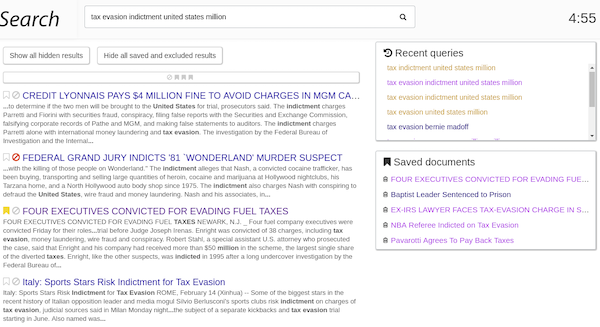 Search
tax evasion indictment united states million
4:55
Show all hidden results
Hide all saved and excluded results
CREDIT LYONNAIS PAYS $4 MILLION FINE TO AVOID CHARGES IN MGM CA…
...to determine if the two men will be brought to the United States for trial, prosecutors said. The indictment charges
Parretti and Fiorini with securities fraud, conspiracy, filing false reports with the Securities and Exchange Commission,
falsifying corporate records of Pathe and MGM, and making false statements to auditors. The indictment charges
Parretti alone with international money laundering and tax evasion. The investigation by the Federal Bureau of
Investigation and the Internal...
FEDERAL GRAND JURY INDICTS '81 `WONDERLAND' MURDER SUSPECT
...with the killing of those people on Wonderland." The indictment alleges that Nash, a convicted cocaine trafficker, has
been buying, transporting and selling large quantities of heroin, cocaine and marijuana at Hollywood nightclubs, his
Tarzana home, and a North Hollywood auto body shop since 1975. The indictment also charges Nash with conspiring to
defraud the United States, wire fraud and money laundering. Nash and his associates, in...
FOUR EXECUTIVES CONVICTED FOR EVADING FUEL TAXES
FOUR EXECUTIVES CONVICTED FOR EVADING FUEL TAXES NEWARK, N.J. _ Four fuel company executives were
convicted Friday for their roles...trial before Judge Joseph Irenas. Enright was convicted of 38 charges, including tax
evasion, money laundering, wire fraud and conspiracy. Robert Stahl, a special assistant U.S. attorney who prosecuted
the case, said that Enright and his company had received more than $50 million in the scheme, the largest single share
of the diverted taxes. Enright, like the other suspects, was indicted in 1995 after a long undercover investigation by the
Federal Bureau of...
Italy: Sports Stars Risk Indictment for Tax Evasion
Italy: Sports Stars Risk Indictment for Tax Evasion ROME, February 14 (Xinhua) -- Some of the biggest stars in the
recent history of Italian opposition leader and media mogul Silvio Berlusconi's sports clubs risk indictment on charges of
tax evasion, judicial sources said in Milan Monday night...the subject of a separate kickbacks and tax evasion trial
starting in June. Also named was...
Recent queries
tax indictment united states million
tax evasion indictment united states million
tax evasion indictment united states million
tax evasion united states million
tax evasion bernie madoff
Saved documents
FOUR EXECUTIVES CONVICTED FOR EVADING FUE…
Baptist Leader Sentenced to Prison
EX-IRS LAWYER FACES TAX-EVASION CHARGE IN S…
NBA Referee Indicted on Tax Evasion
Pavarotti Agrees To Pay Back Taxes